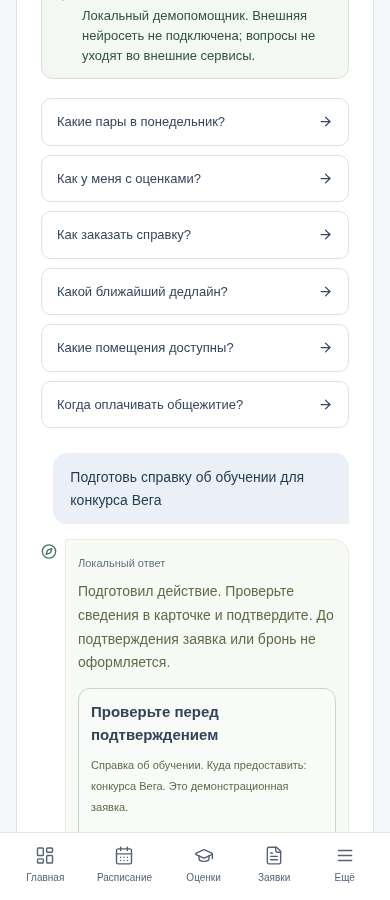 Локальный демопомощник. Внешняя
нейросеть не подключена; вопросы не
уходят во внешние сервисы.
Какие пары в понедельник?
Как у меня с оценками?
Как заказать справку?
Какой ближайший дедлайн?
Какие помещения доступны?
Когда оплачивать общежитие?
Подготовь справку об обучении для
конкурса Вега
Локальный ответ
Подготовил действие. Проверьте
сведения в карточке и подтвердите. До
подтверждения заявка или бронь не
оформляется.
Проверьте перед
подтверждением
Справка об обучении. Куда предоставить:
конкурса Вега. Это демонстрационная
заявка.
Главная
Расписание
Оценки
Заявки
Ещё